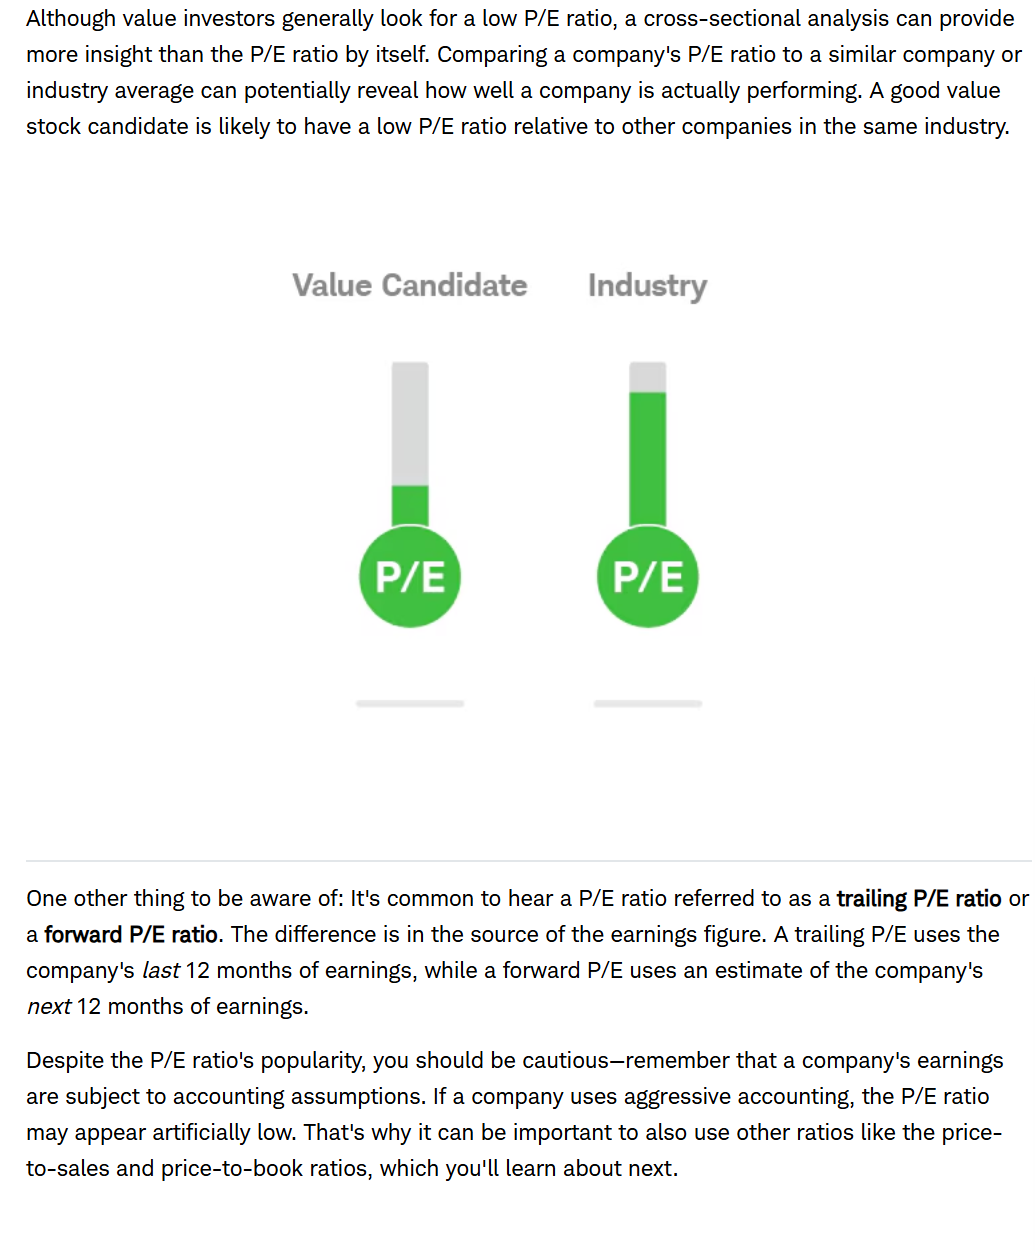 Although value investors generally look for a low P/E ratio, a cross-sectional analysis can provide
more insight than the P/E ratio by itself. Comparing a company's P/E ratio to a similar company or
industry average can potentially reveal how well a company is actually performing. A good value
stock candidate is likely to have a low P/E ratio relative to other companies in the same industry.
Value Candidate
Industry
P/E
P/E
One other thing to be aware of: It's common to hear a P/E ratio referred to as a trailing P/E ratio or
a forward P/E ratio. The difference is in the source of the earnings figure. A trailing P/E uses the
company's last 12 months of earnings, while a forward P/E uses an estimate of the company's
next 12 months of earnings.
Despite the P/E ratio's popularity, you should be cautious—remember that a company's earnings
are subject to accounting assumptions. If a company uses aggressive accounting, the P/E ratio
may appear artificially low. That's why it can be important to also use other ratios like the price-
to-sales and price-to-book ratios, which you'll learn about next.